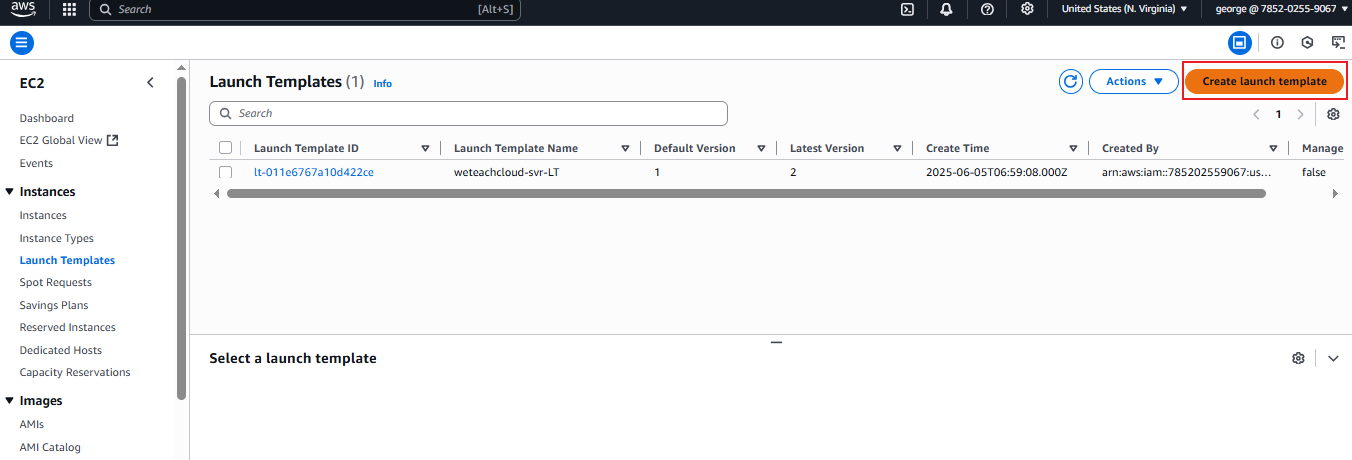 aws Search [Alt+S] United States (N. Virginia) george @ 7852-0255-9067
EC2
Dashboard
EC2 Global View
Events
Instances
Instances
Instance Types
Launch Templates
Spot Requests
Savings Plans
Reserved Instances
Dedicated Hosts
Capacity Reservations
Images
AMIs
AMI Catalog
Launch Templates (1) Info Actions Create launch template
Search 1
Launch Template ID Launch Template Name Default Version Latest Version Create Time Created By Manage
lt-011e6767a10d422ce weteachcloud-svr-LT 1 2 2025-06-05T06:59:08.000Z arn:aws:iam::785202559067:us... false
Select a launch template